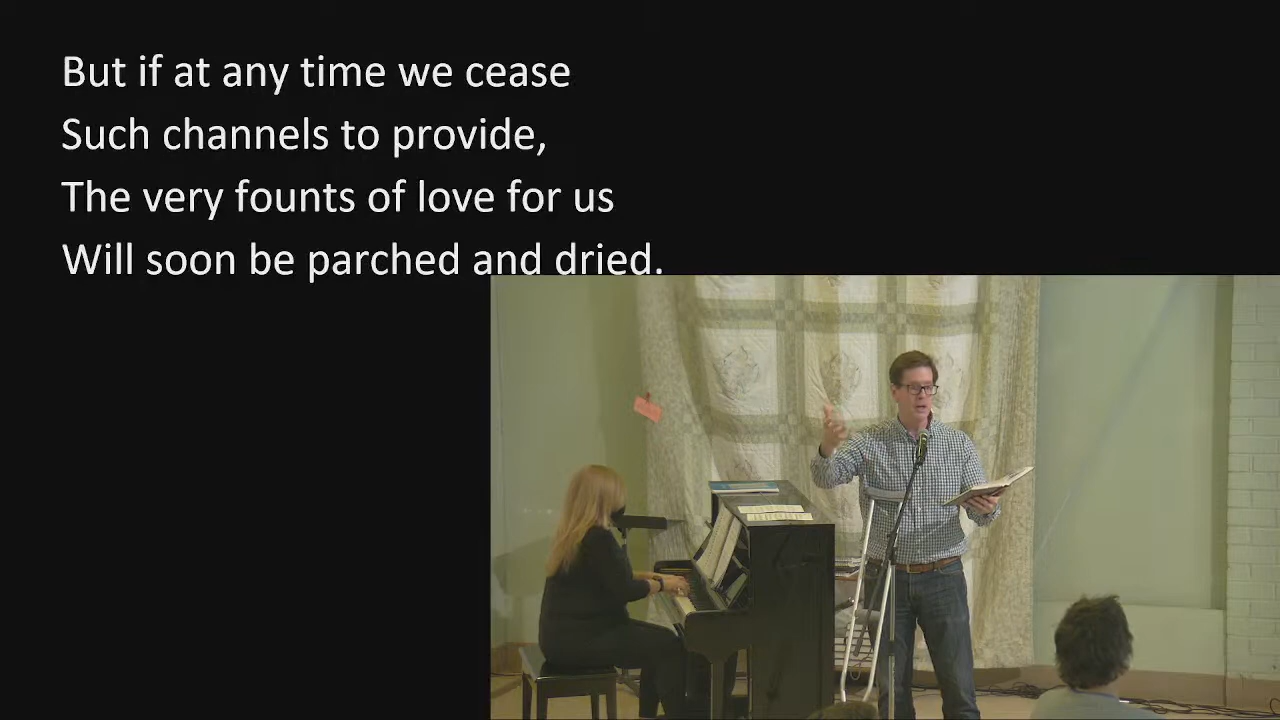 But if at any time we cease
Such channels to provide,
The very founts of love for us
Will soon be parched and dried.